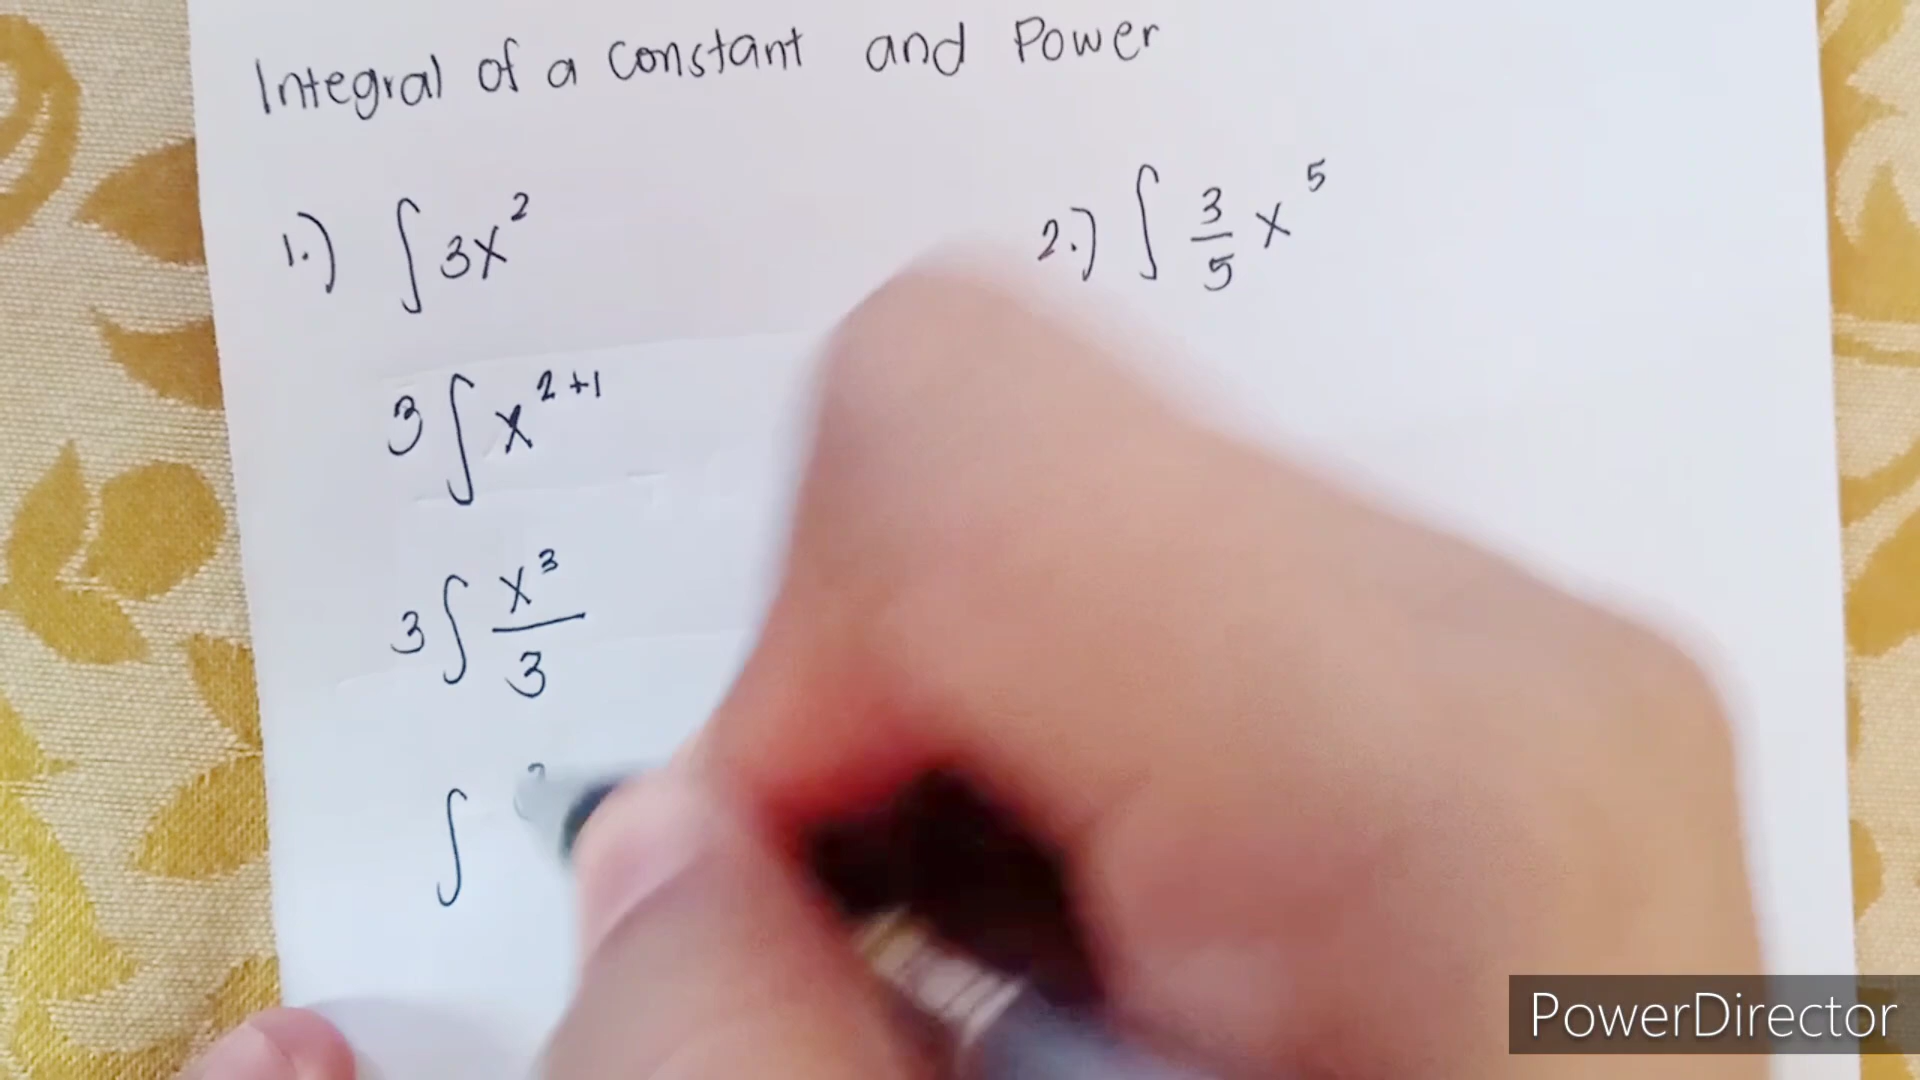 Integral of a constant and Power
1.) ∫ 3x²
2.) ∫ 3/5 x⁵
3 ∫ x²⁺¹
3 ∫ x³/3
∫
PowerDirector